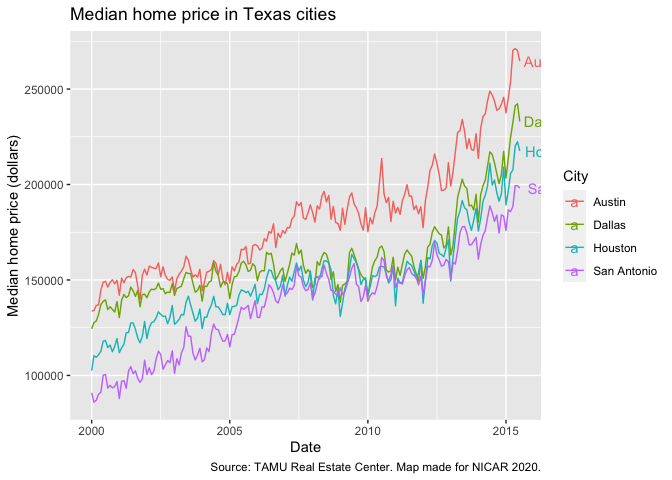 Median home price in Texas cities
Median home price (dollars)
250000
200000
150000
100000
2000
2005
2010
2015
Date
Au
Da
Ho
Sa
City
a Austin
a Dallas
a Houston
a San Antonio
Source: TAMU Real Estate Center. Map made for NICAR 2020.